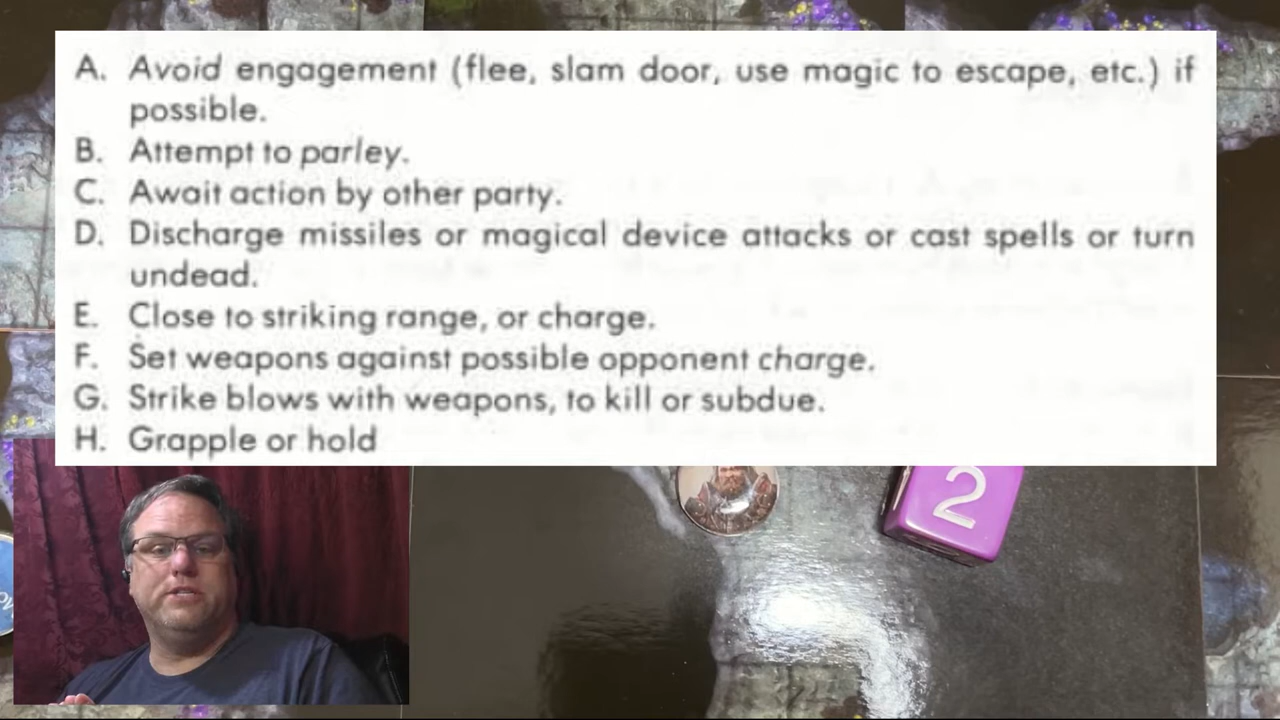 A. Avoid engagement (flee, slam door, use magic to escape, etc.) if
possible.
B. Attempt to parley.
C. Await action by other party.
D. Discharge missiles or magical device attacks or cast spells or turn
undead.
E. Close to striking range, or charge.
F. Set weapons against possible opponent charge.
G. Strike blows with weapons, to kill or subdue.
H. Grapple or hold
2